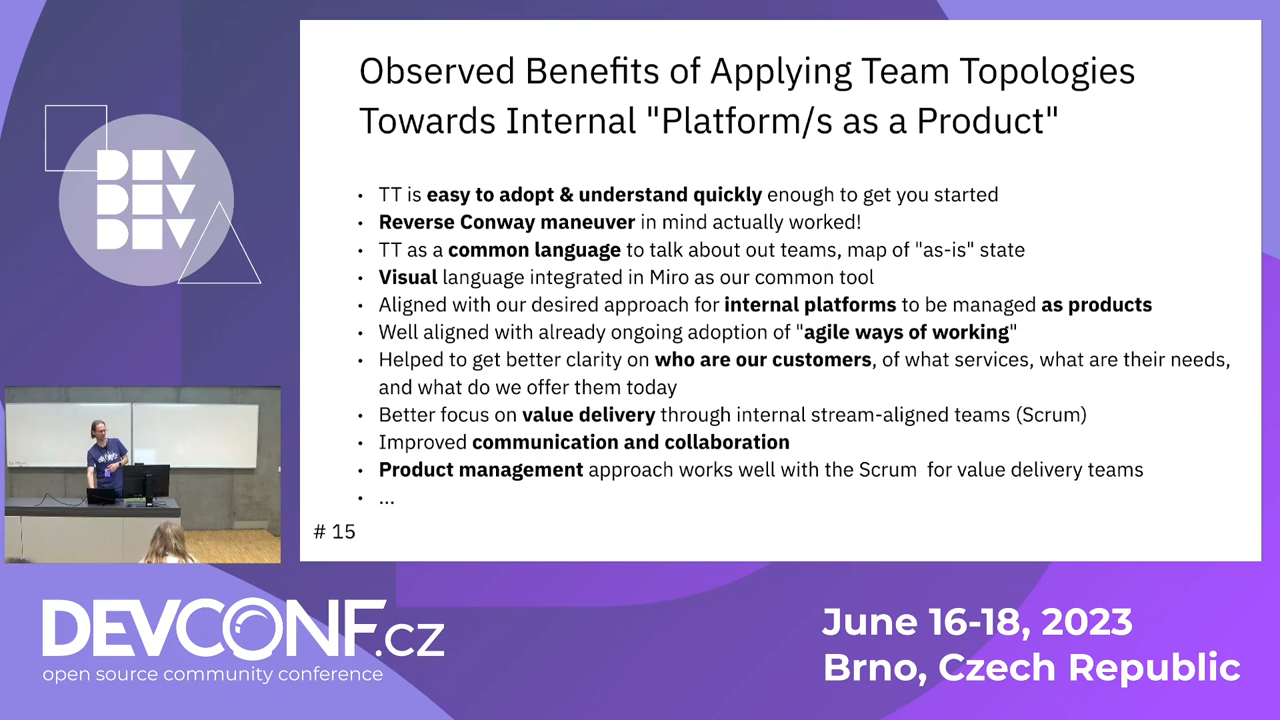 Observed Benefits of Applying Team Topologies
Towards Internal "Platform/s as a Product"
• TT is easy to adopt & understand quickly enough to get you started
• Reverse Conway maneuver in mind actually worked!
• TT as a common language to talk about out teams, map of "as-is" state
• Visual language integrated in Miro as our common tool
• Aligned with our desired approach for internal platforms to be managed as products
• Well aligned with already ongoing adoption of "agile ways of working"
• Helped to get better clarity on who are our customers, of what services, what are their needs,
and what do we offer them today
• Better focus on value delivery through internal stream-aligned teams (Scrum)
• Improved communication and collaboration
• Product management approach works well with the Scrum for value delivery teams
• ...
# 15
DEV
DEV
DEV
DEVCONF.cz
open source community conference
June 16-18, 2023
Brno, Czech Republic